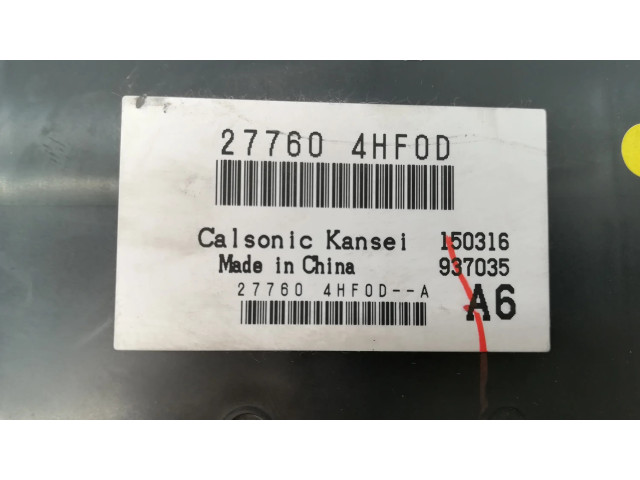 27760 4HF0D
Calsonic Kansei 150316
Made in China 937035
27760 4HF0D--A A6